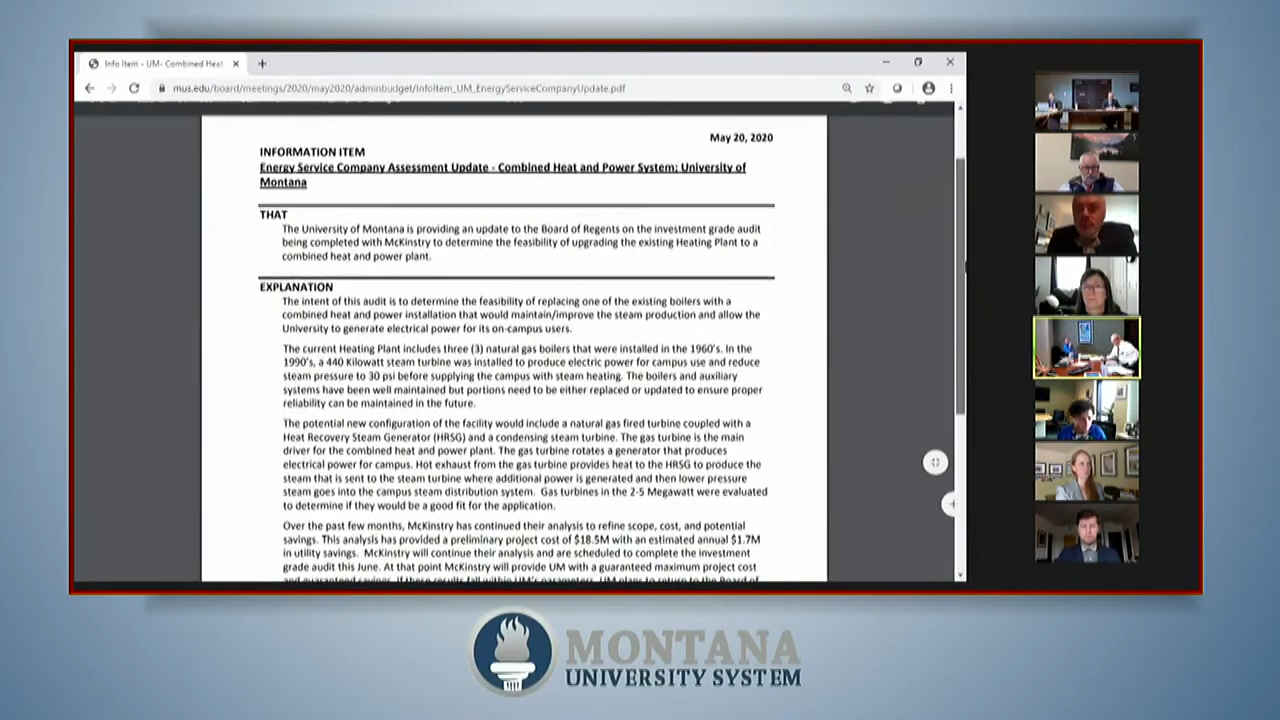 Info Item - UM- Combined Heat
mus.edu/board/meetings/2020/may2020/adminbudget/InfoItem_UM_EnergyServiceCompanyUpdate.pdf
May 20, 2020
INFORMATION ITEM
Energy Service Company Assessment Update - Combined Heat and Power System; University of
Montana
THAT
The University of Montana is providing an update to the Board of Regents on the investment grade audit
being completed with McKinstry to determine the feasibility of upgrading the existing Heating Plant to a
combined heat and power plant.
EXPLANATION
The intent of this audit is to determine the feasibility of replacing one of the existing boilers with a
combined heat and power installation that would maintain/improve the steam production and allow the
University to generate electrical power for its on-campus users.
The current Heating Plant includes three (3) natural gas boilers that were installed in the 1960's. In the
1990's, a 440 Kilowatt steam turbine was installed to produce electric power for campus use and reduce
steam pressure to 30 psi before supplying the campus with steam heating. The boilers and auxiliary
systems have been well maintained but portions need to be either replaced or updated to ensure proper
reliability can be maintained in the future.
The potential new configuration of the facility would include a natural gas fired turbine coupled with a
Heat Recovery Steam Generator (HRSG) and a condensing steam turbine. The gas turbine is the main
driver for the combined heat and power plant. The gas turbine rotates a generator that produces
electrical power for campus. Hot exhaust from the gas turbine provides heat to the HRSG to produce the
steam that is sent to the steam turbine where additional power is generated and then lower pressure
steam goes into the campus steam distribution system. Gas turbines in the 2-5 Megawatt were evaluated
to determine if they would be a good fit for the application.
Over the past few months, McKinstry has continued their analysis to refine scope, cost, and potential
savings. This analysis has provided a preliminary project cost of $18.5M with an estimated annual $1.7M
in utility savings. McKinstry will continue their analysis and are scheduled to complete the investment
grade audit this June. At that point McKinstry will provide UM with a guaranteed maximum project cost
and guaranteed savings. If these results fall within UM's parameters, UM plans to return to the Board of
MONTANA
UNIVERSITY SYSTEM